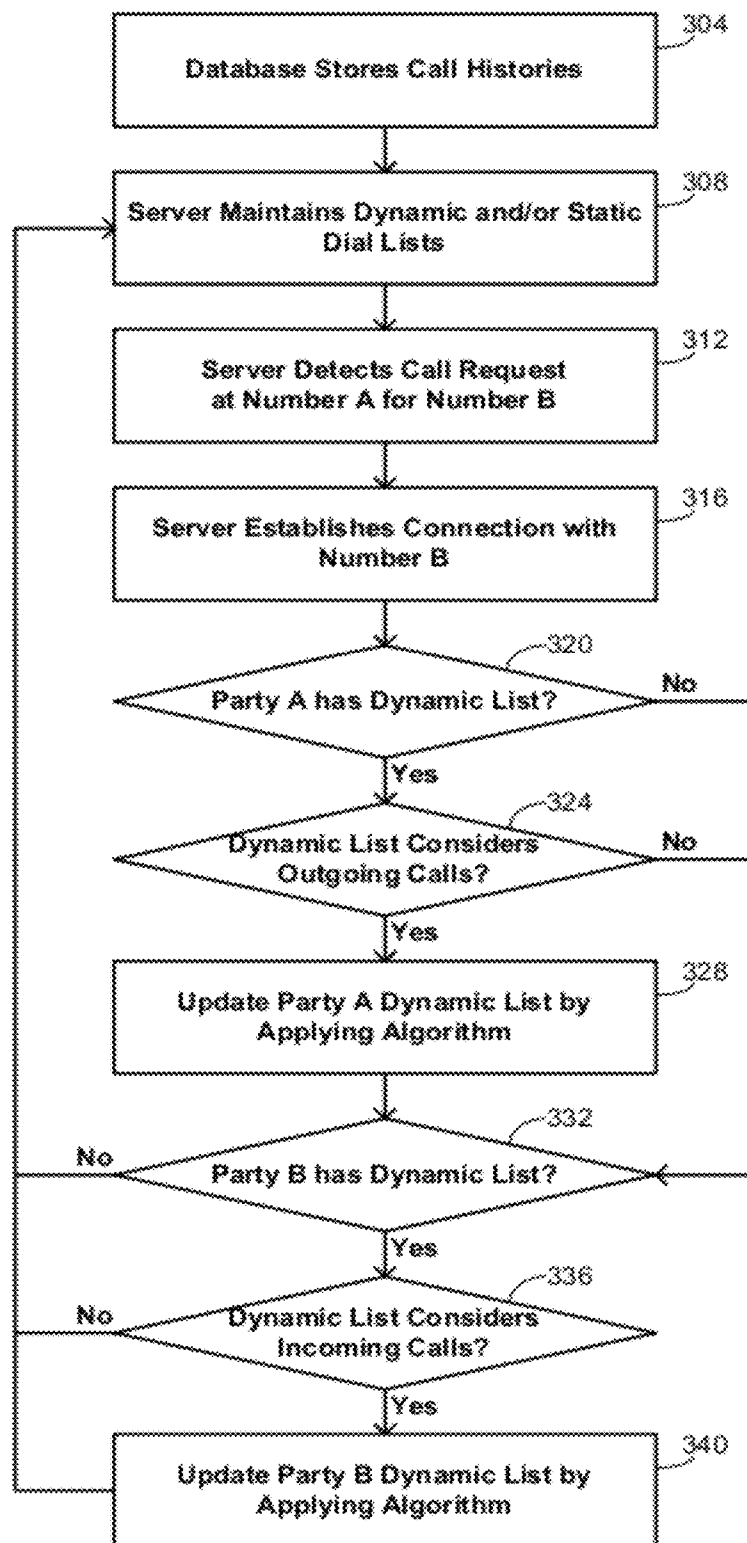 304
Database Stores Call Histories
308
Server Maintains Dynamic and/or Static
Dial Lists
312
Server Detects Call Request
at Number A for Number B
316
Server Establishes Connection with
Number B
320
Party A has Dynamic List?
No
Yes
324
Dynamic List Considers
Outgoing Calls?
No
Yes
328
Update Party A Dynamic List by
Applying Algorithm
332
No
Party B has Dynamic List?
Yes
336
No
Dynamic List Considers
Incoming Calls?
Yes
340
Update Party B Dynamic List by
Applying Algorithm